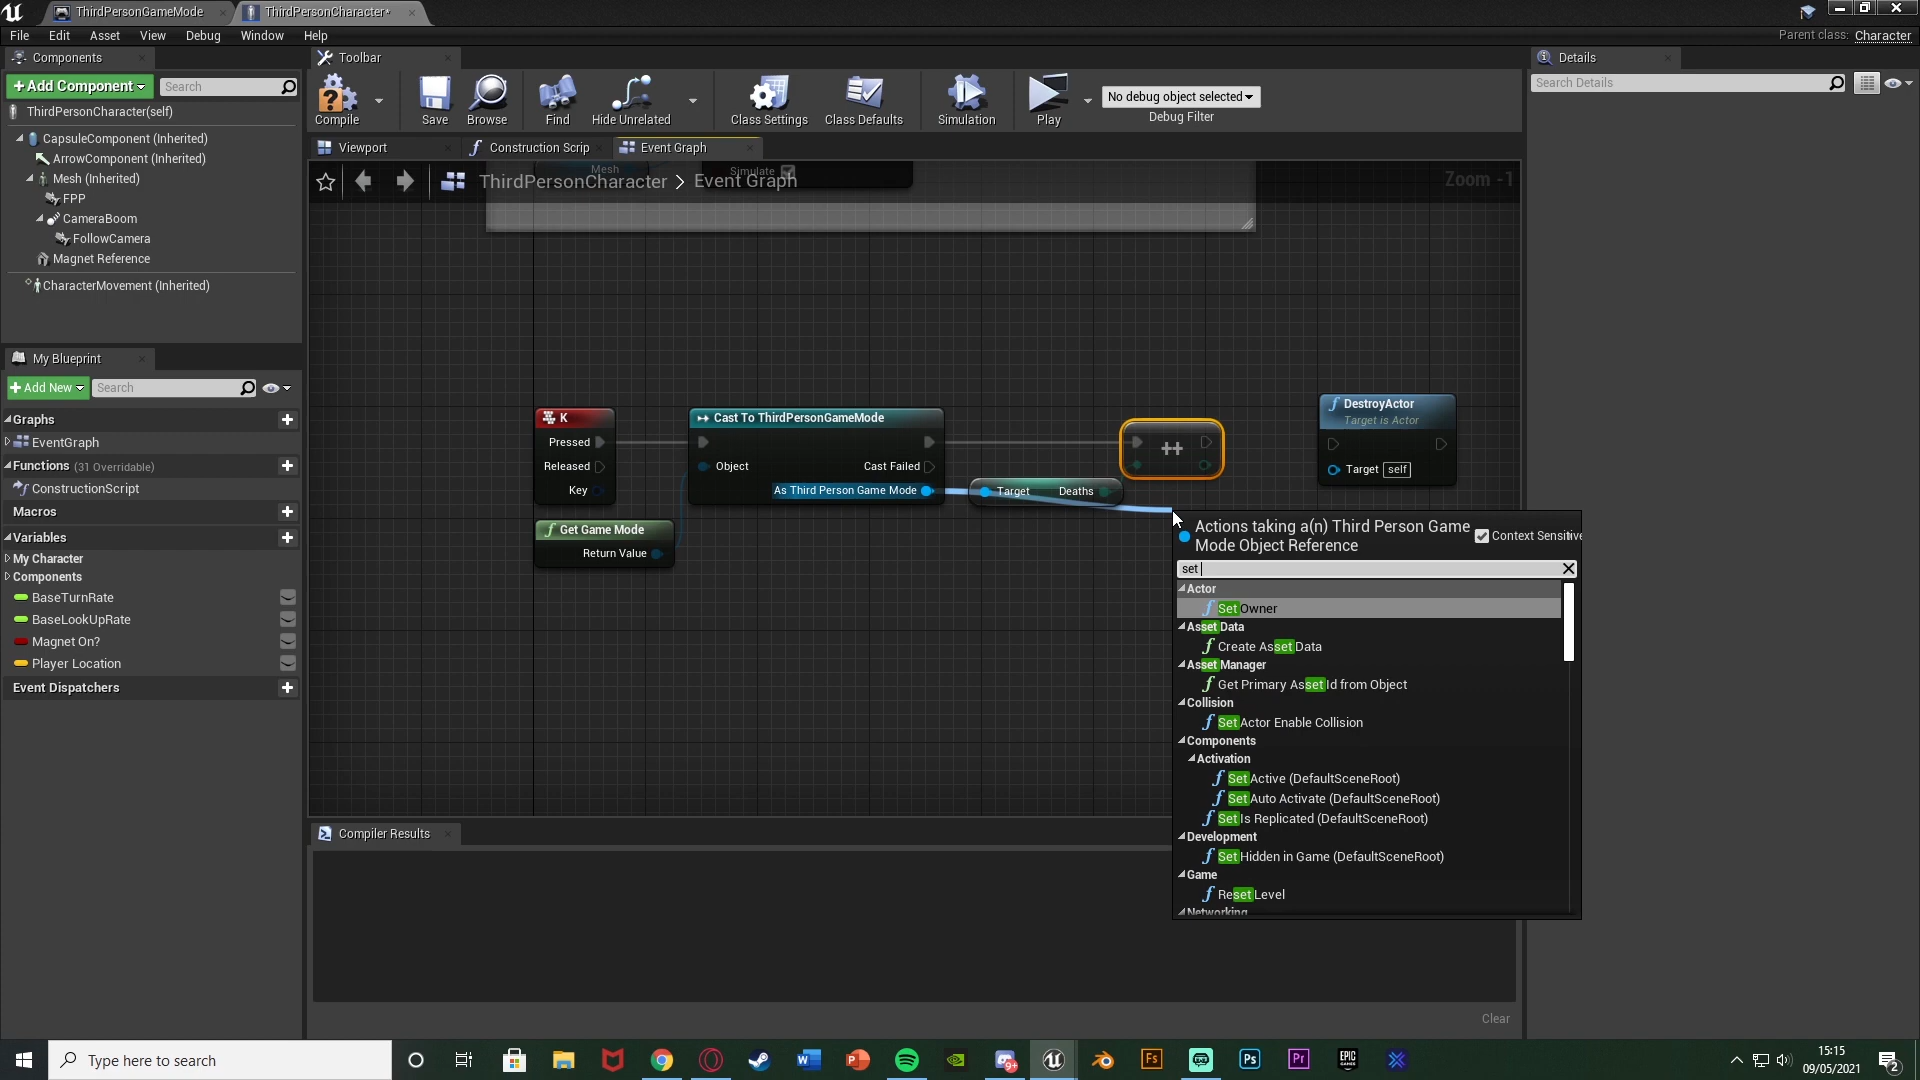 ThirdPersonGameMode
ThirdPersonCharacter*
File Edit Asset View Debug Window Help
Parent class: Character
Components
Toolbar
Details
+Add Component
Search
Search Details
ThirdPersonCharacter(self)
CapsuleComponent (Inherited)
ArrowComponent (Inherited)
Mesh (Inherited)
FPP
CameraBoom
FollowCamera
Magnet Reference
CharacterMovement (Inherited)
Compile
Save
Browse
Find
Hide Unrelated
Class Settings
Class Defaults
Simulation
Play
No debug object selected
Debug Filter
Viewport
Construction Scrip
Event Graph
ThirdPersonCharacter > Event Graph
Zoom -1
Mesh
Simulate
My Blueprint
+Add New
Search
Graphs
EventGraph
Functions (31 Overridable)
ConstructionScript
Macros
Variables
My Character
Components
BaseTurnRate
BaseLookUpRate
Magnet On?
Player Location
Event Dispatchers
K
Pressed
Released
Key
Get Game Mode
Return Value
Cast To ThirdPersonGameMode
Object
Cast Failed
As Third Person Game Mode
Target Deaths
++
DestroyActor
Target is Actor
Target self
Actions taking a(n) Third Person Game
Mode Object Reference
Context Sensitive
set
Actor
Set Owner
Asset Data
Create Asset Data
Asset Manager
Get Primary Asset Id from Object
Collision
Set Actor Enable Collision
Components
Activation
Set Active (DefaultSceneRoot)
Set Auto Activate (DefaultSceneRoot)
Set Is Replicated (DefaultSceneRoot)
Development
Set Hidden in Game (DefaultSceneRoot)
Game
Reset Level
Networking
Compiler Results
Clear
Type here to search
9+
Fs
Ps
Pr
EPIC GAMES
15:15
09/05/2021
2